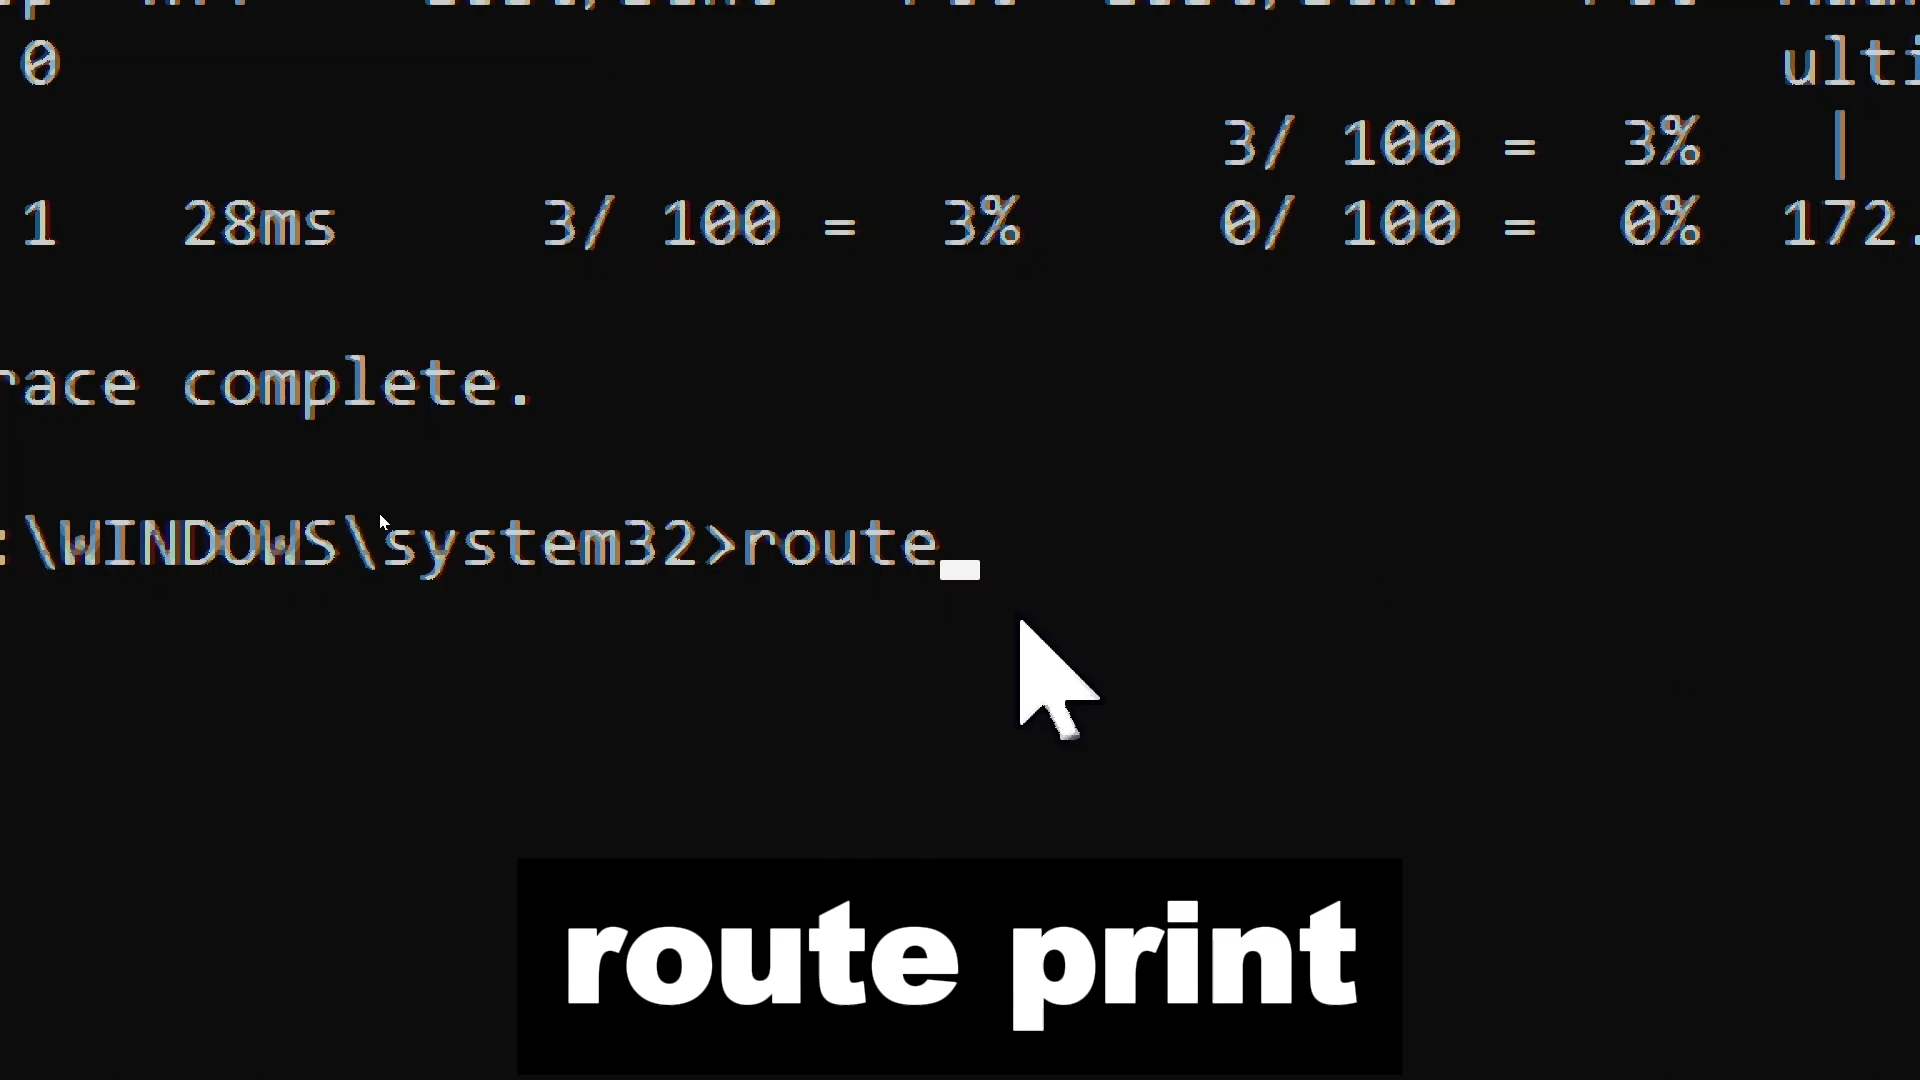 0 ulti
3/ 100 = 3% |
1 28ms 3/ 100 = 3% 0/ 100 = 0% 172.
race complete.
:\WINDOWS\system32>route
route print